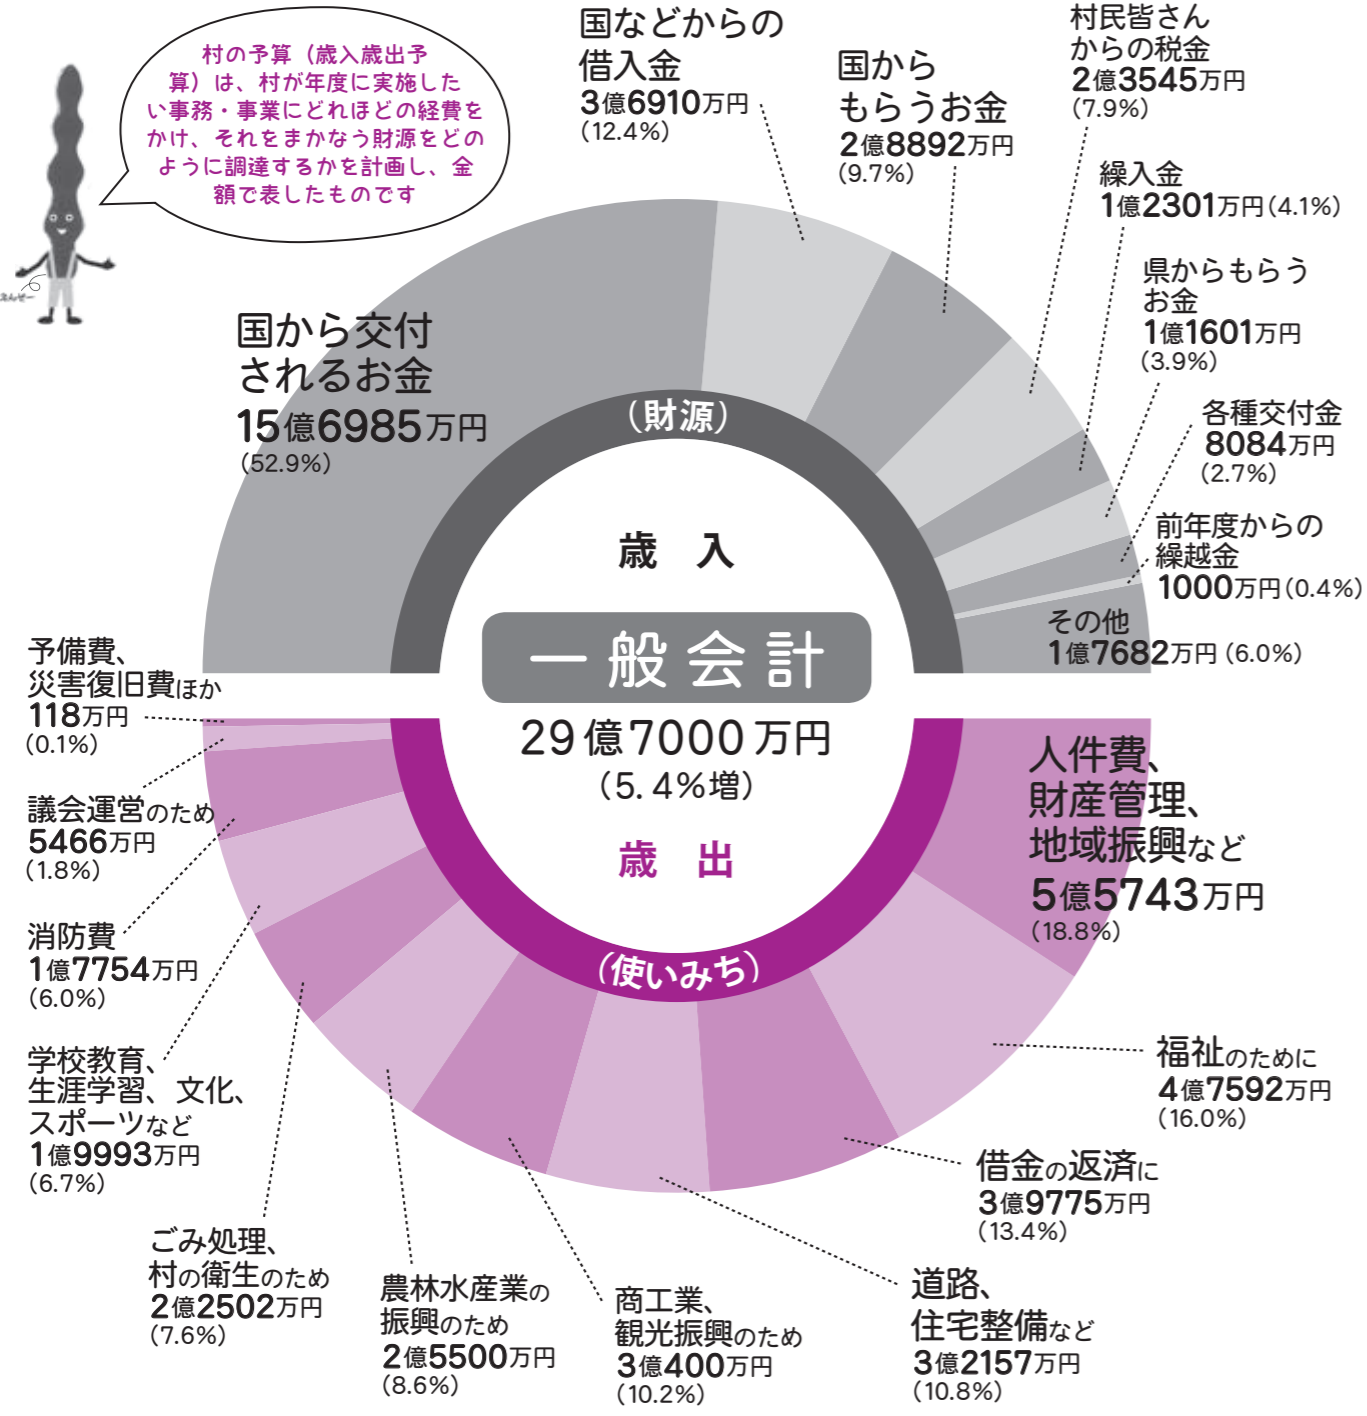 村の予算（歳入歳出予
算）は、村が年度に実施した
い事務・事業にどれほどの経費を
かけ、それをまかなう財源をどの
ように調達するかを計画し、金
額で表したものです
えんぞー
国などからの
借入金
3億6910万円
（12.4％）
国から
もらうお金
2億8892万円
（9.7％）
村民皆さん
からの税金
2億3545万円
（7.9％）
繰入金
1億2301万円（4.1％）
県からもらう
お金
1億1601万円
（3.9％）
各種交付金
8084万円
（2.7％）
前年度からの
繰越金
1000万円（0.4％）
その他
1億7682万円（6.0％）
国から交付
されるお金
15億6985万円
（52.9％）
（財源）
歳 入
一般会計
29億7000万円
（5.4％増）
歳 出
（使いみち）
人件費、
財産管理、
地域振興など
5億5743万円
（18.8％）
福祉のために
4億7592万円
（16.0％）
借金の返済に
3億9775万円
（13.4％）
道路、
住宅整備など
3億2157万円
（10.8％）
商工業、
観光振興のため
3億400万円
（10.2％）
農林水産業の
振興のため
2億5500万円
（8.6％）
ごみ処理、
村の衛生のため
2億2502万円
（7.6％）
学校教育、
生涯学習、文化、
スポーツなど
1億9993万円
（6.7％）
消防費
1億7754万円
（6.0％）
議会運営のため
5466万円
（1.8％）
予備費、
災害復旧費ほか
118万円
（0.1％）